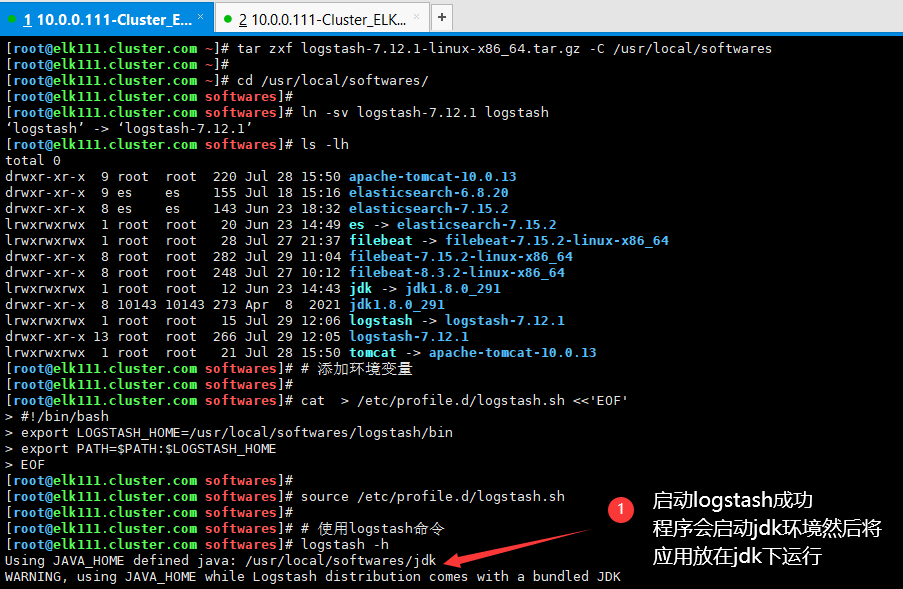 1 10.0.0.111-Cluster_E... × 2 10.0.0.111-Cluster_ELK... × +
[root@elk111.cluster.com ~]# tar zxf logstash-7.12.1-linux-x86_64.tar.gz -C /usr/local/softwares
[root@elk111.cluster.com ~]#
[root@elk111.cluster.com ~]# cd /usr/local/softwares/
[root@elk111.cluster.com softwares]#
[root@elk111.cluster.com softwares]# ln -sv logstash-7.12.1 logstash
‘logstash’ -> ‘logstash-7.12.1’
[root@elk111.cluster.com softwares]# ls -lh
total 0
drwxr-xr-x  9 root  root  220 Jul 28 15:50 apache-tomcat-10.0.13
drwxr-xr-x  9 es    es    155 Jul 18 15:16 elasticsearch-6.8.20
drwxr-xr-x  8 es    es    143 Jun 23 18:32 elasticsearch-7.15.2
lrwxrwxrwx  1 root  root   20 Jun 23 14:49 es -> elasticsearch-7.15.2
lrwxrwxrwx  1 root  root   28 Jul 27 21:37 filebeat -> filebeat-7.15.2-linux-x86_64
drwxr-xr-x  8 root  root  282 Jul 29 11:04 filebeat-7.15.2-linux-x86_64
drwxr-xr-x  8 root  root  248 Jul 27 10:12 filebeat-8.3.2-linux-x86_64
lrwxrwxrwx  1 root  root   12 Jun 23 14:43 jdk -> jdk1.8.0_291
drwxr-xr-x  8 10143 10143 273 Apr  8  2021 jdk1.8.0_291
lrwxrwxrwx  1 root  root   15 Jul 29 12:06 logstash -> logstash-7.12.1
drwxr-xr-x 13 root  root  266 Jul 29 12:05 logstash-7.12.1
lrwxrwxrwx  1 root  root   21 Jul 28 15:50 tomcat -> apache-tomcat-10.0.13
[root@elk111.cluster.com softwares]# # 添加环境变量
[root@elk111.cluster.com softwares]#
[root@elk111.cluster.com softwares]# cat  > /etc/profile.d/logstash.sh <<'EOF'
> #!/bin/bash
> export LOGSTASH_HOME=/usr/local/softwares/logstash/bin
> export PATH=$PATH:$LOGSTASH_HOME
> EOF
[root@elk111.cluster.com softwares]#
[root@elk111.cluster.com softwares]# source /etc/profile.d/logstash.sh
[root@elk111.cluster.com softwares]#
[root@elk111.cluster.com softwares]# # 使用logstash命令
[root@elk111.cluster.com softwares]# logstash -h
Using JAVA_HOME defined java: /usr/local/softwares/jdk
WARNING, using JAVA_HOME while Logstash distribution comes with a bundled JDK
1
启动logstash成功
程序会启动jdk环境然后将
应用放在jdk下运行